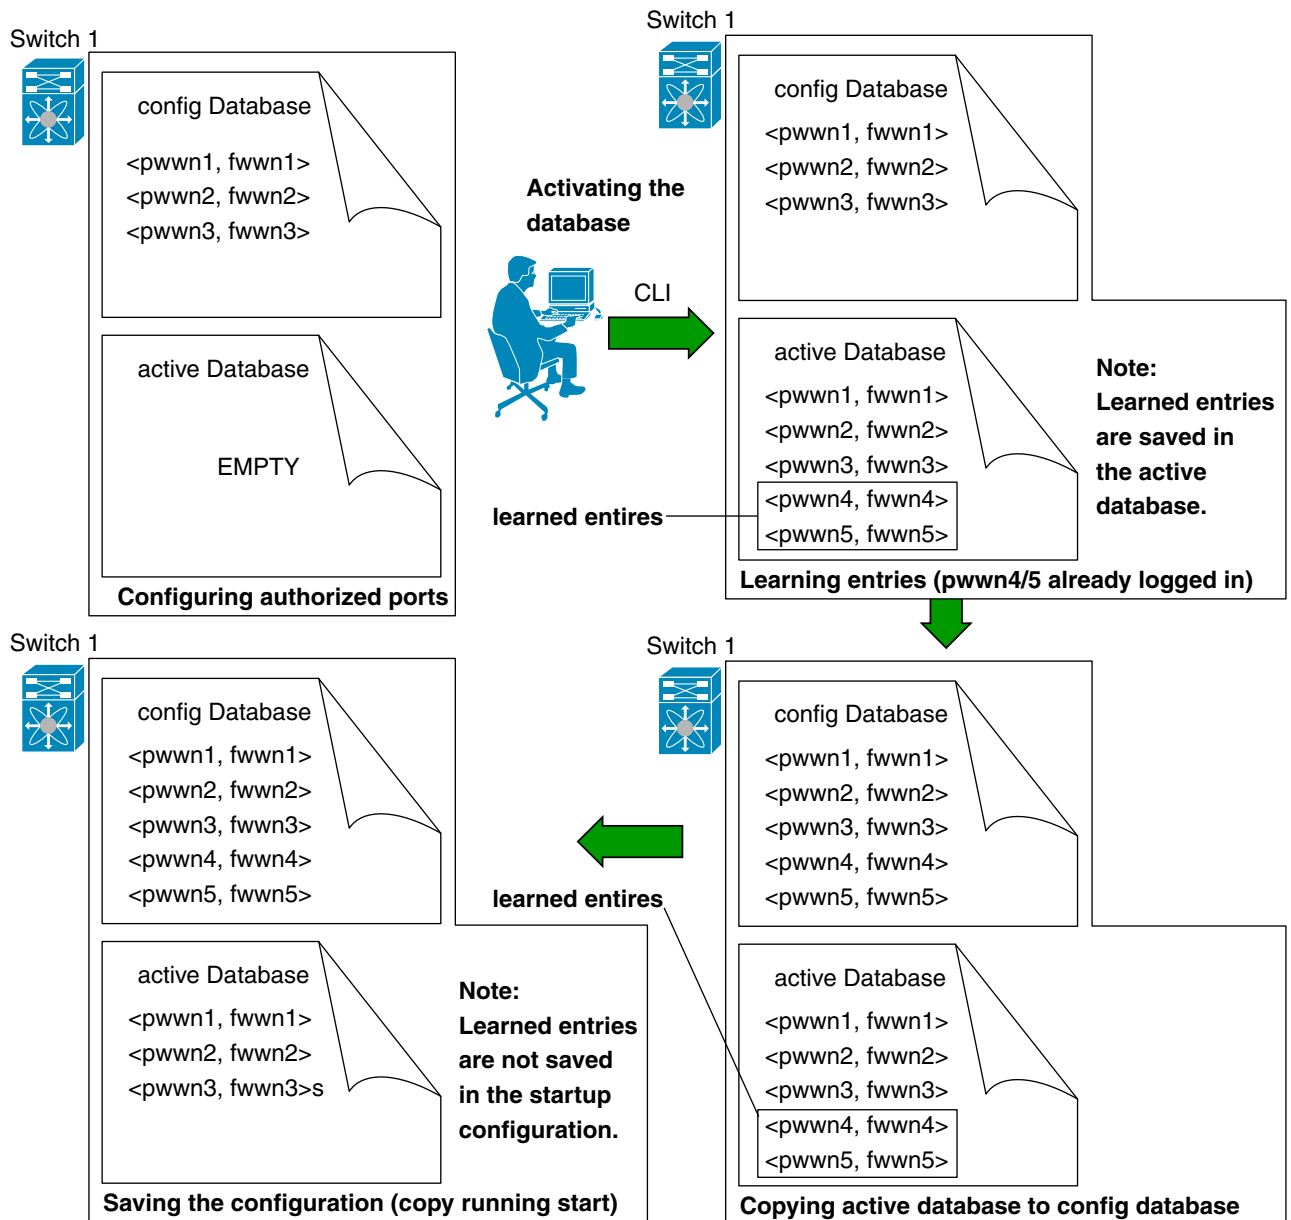 Switch 1
config Database
<pwwn1, fwwn1>
<pwwn2, fwwn2>
<pwwn3, fwwn3>
active Database
EMPTY
Configuring authorized ports
Activating the
database
CLI
Switch 1
config Database
<pwwn1, fwwn1>
<pwwn2, fwwn2>
<pwwn3, fwwn3>
active Database
<pwwn1, fwwn1>
<pwwn2, fwwn2>
<pwwn3, fwwn3>
<pwwn4, fwwn4>
<pwwn5, fwwn5>
learned entires
Note:
Learned entries
are saved in
the active
database.
Learning entries (pwwn4/5 already logged in)
Switch 1
config Database
<pwwn1, fwwn1>
<pwwn2, fwwn2>
<pwwn3, fwwn3>
<pwwn4, fwwn4>
<pwwn5, fwwn5>
active Database
<pwwn1, fwwn1>
<pwwn2, fwwn2>
<pwwn3, fwwn3>s
Note:
Learned entries
are not saved
in the startup
configuration.
Saving the configuration (copy running start)
Switch 1
config Database
<pwwn1, fwwn1>
<pwwn2, fwwn2>
<pwwn3, fwwn3>
<pwwn4, fwwn4>
<pwwn5, fwwn5>
learned entires
active Database
<pwwn1, fwwn1>
<pwwn2, fwwn2>
<pwwn3, fwwn3>
<pwwn4, fwwn4>
<pwwn5, fwwn5>
Copying active database to config database